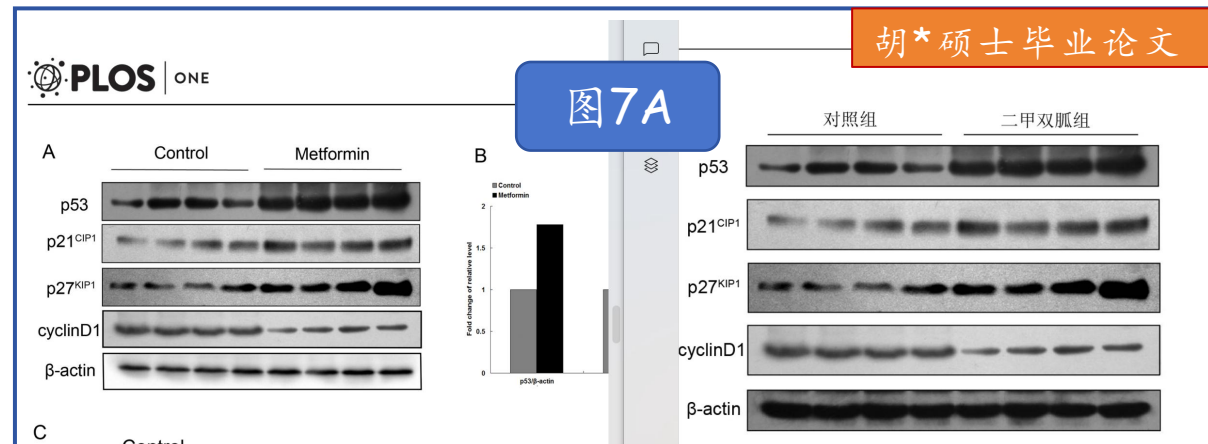 胡*硕士毕业论文
PLOS ONE
图7A
A
Control
Metformin
p53
p21CIP1
p27KIP1
cyclinD1
β-actin
B
Control
Metformin
Fold change of relative level
2
1.5
1
0.5
0
p53/β-actin
C
Control
对照组
二甲双胍组
p53
p21CIP1
p27KIP1
cyclinD1
β-actin